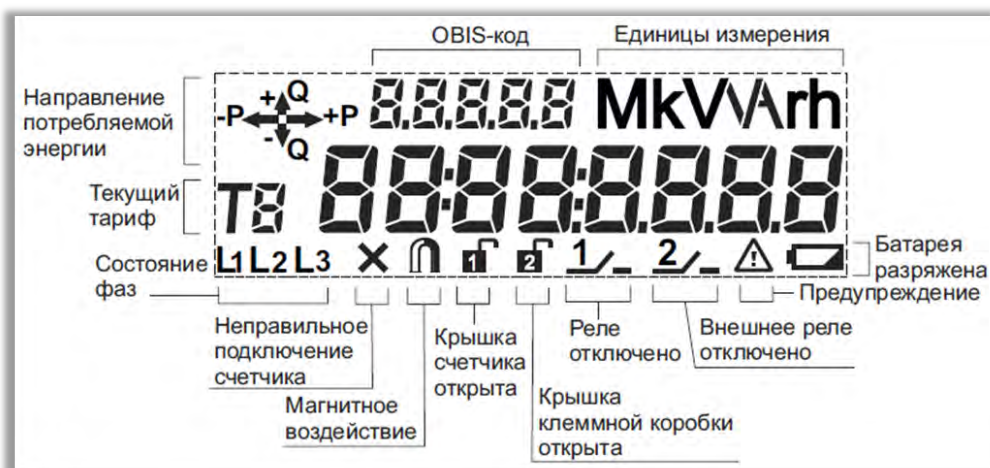 OBIS-код
Единицы измерения
Направление
потребляемой
энергии
+Q
-P
+P
-Q
8.8.8.8.8
MkVVArh
88:88:8.8.8.8
Текущий
тариф
T8
Состояние
фаз
L1 L2 L3
1
2
1
2
!
Батарея
разряжена
Предупреждение
Неправильное
подключение
счетчика
Магнитное
воздействие
Крышка
счетчика
открыта
Крышка
клеммной коробки
открыта
Реле
отключено
Внешнее реле
отключено